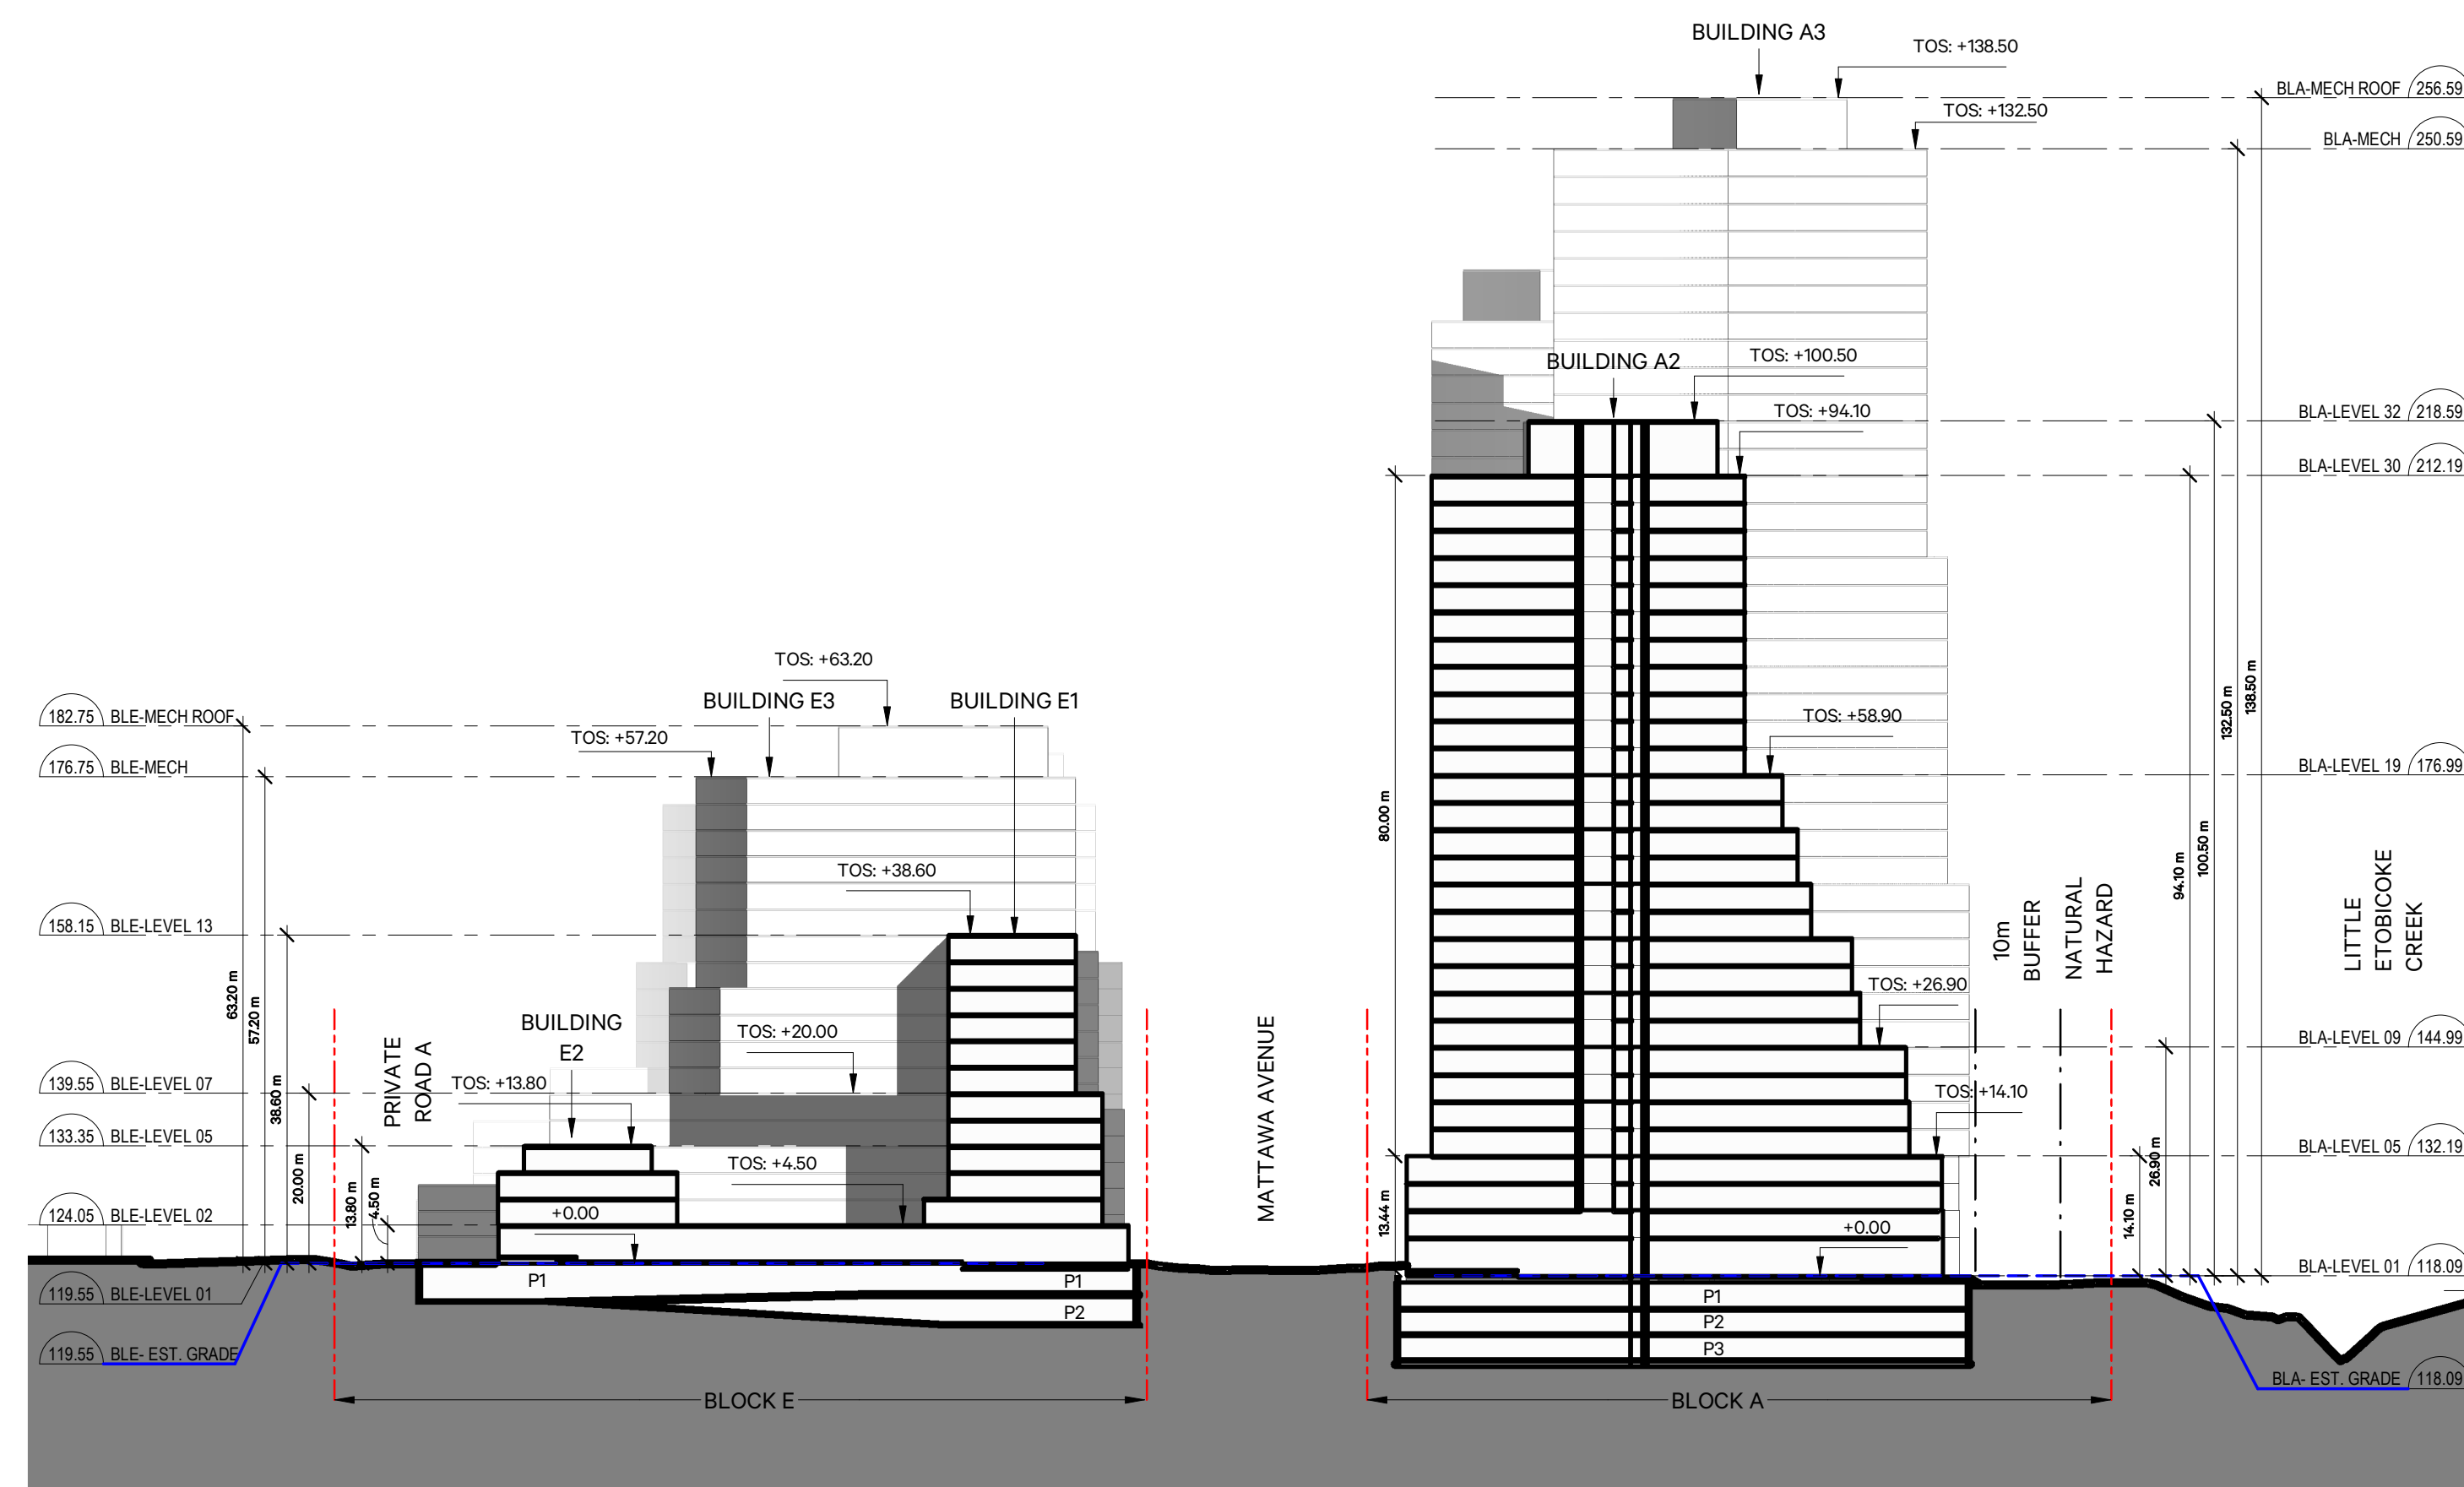 BUILDING A3
TOS: +138.50
BLA-MECH ROOF 256.59
TOS: +132.50
BLA-MECH 250.59
BUILDING A2
TOS: +100.50
TOS: +94.10
BLA-LEVEL 32 218.59
BLA-LEVEL 30 212.19
TOS: +63.20
BUILDING E3
BUILDING E1
182.75 BLE-MECH ROOF
TOS: +57.20
176.75 BLE-MECH
TOS: +58.90
BLA-LEVEL 19 176.99
132.50 m
138.50 m
80.00 m
94.10 m
100.50 m
TOS: +38.60
158.15 BLE-LEVEL 13
63.20 m
57.20 m
38.60 m
20.00 m
13.80 m
4.50 m
10m
BUFFER
NATURAL
HAZARD
LITTLE
ETOBICOKE
CREEK
TOS: +26.90
BUILDING
E2
TOS: +20.00
BLA-LEVEL 09 144.99
PRIVATE
ROAD A
MATTAWA AVENUE
139.55 BLE-LEVEL 07
TOS: +13.80
TOS: +14.10
133.35 BLE-LEVEL 05
BLA-LEVEL 05 132.19
TOS: +4.50
26.90 m
14.10 m
13.44 m
124.05 BLE-LEVEL 02
+0.00
+0.00
BLA-LEVEL 01 118.09
P1
P1
P2
P1
P2
P3
119.55 BLE-LEVEL 01
119.55 BLE- EST. GRADE
BLA- EST. GRADE 118.09
BLOCK E
BLOCK A